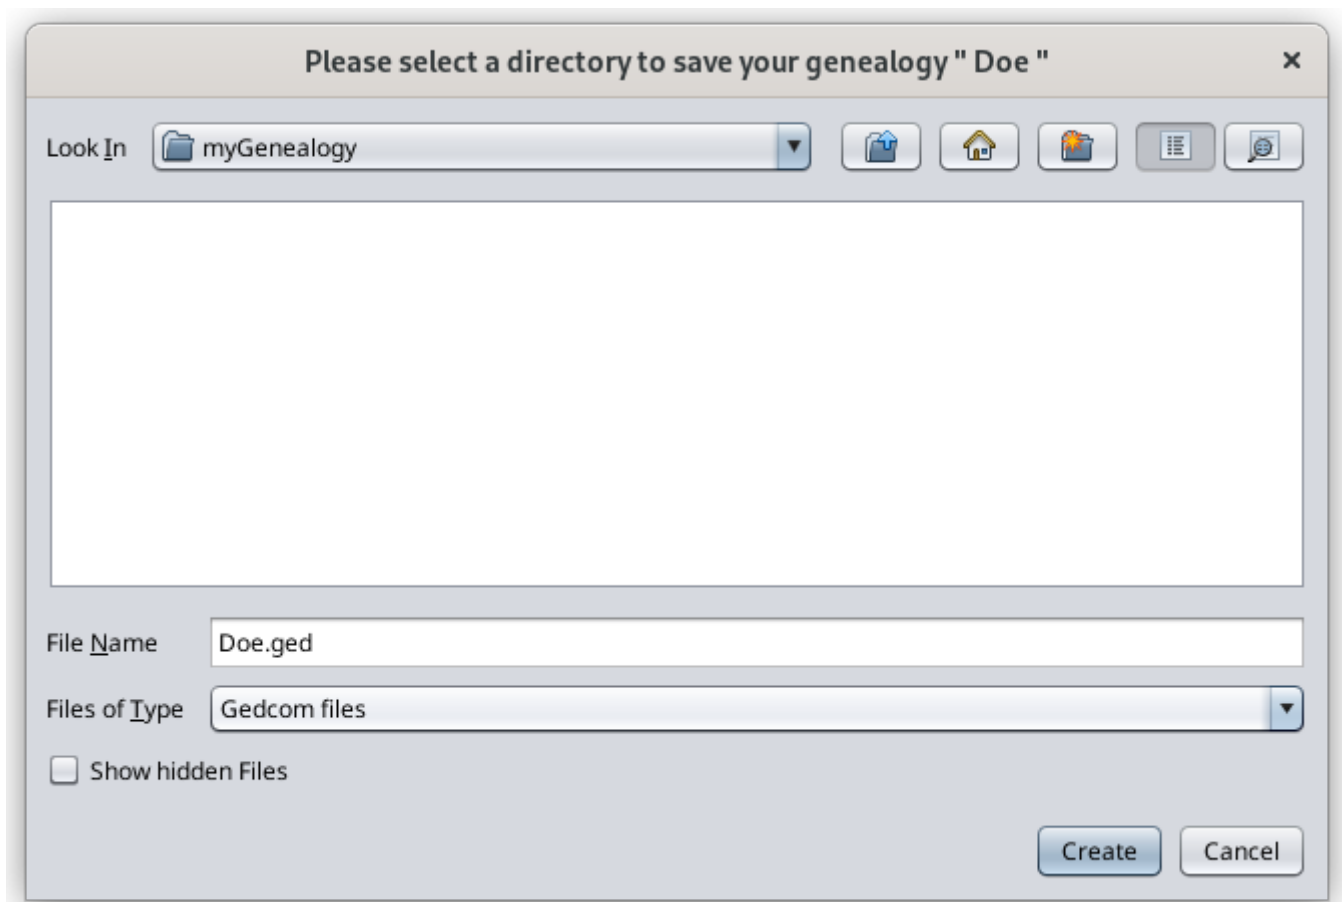 Please select a directory to save your genealogy " Doe "
Look In myGenealogy
File Name Doe.ged
Files of Type Gedcom files
Show hidden Files
Create Cancel